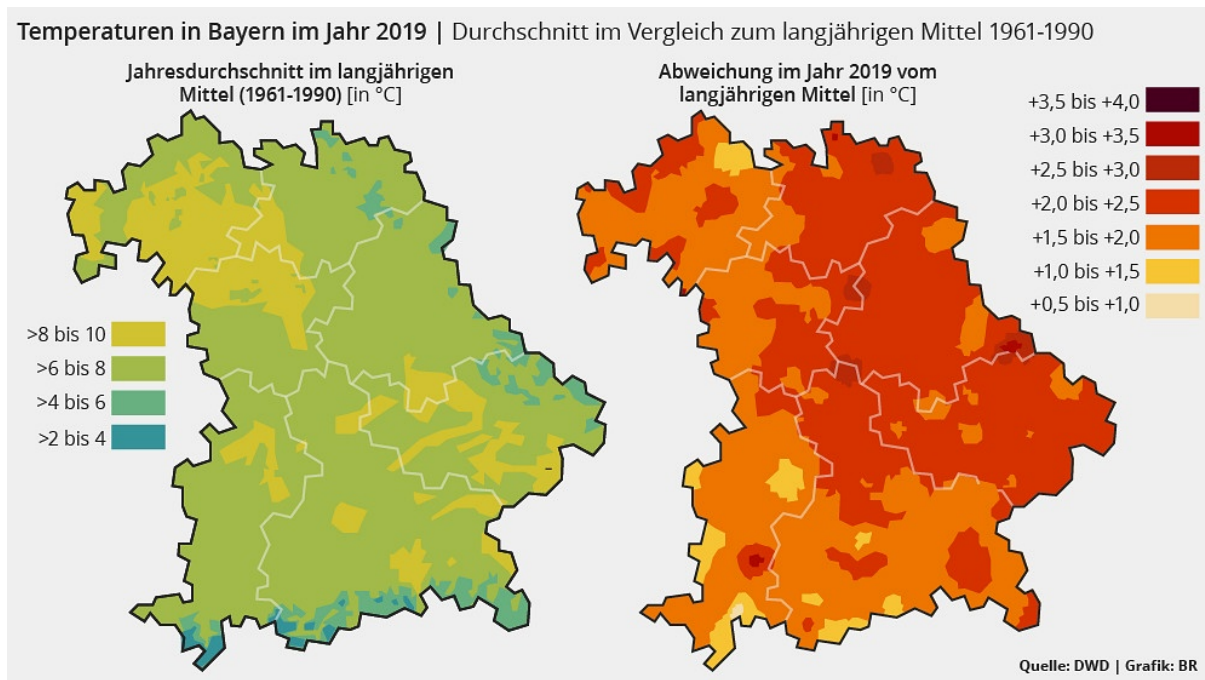 Temperaturen in Bayern im Jahr 2019 | Durchschnitt im Vergleich zum langjährigen Mittel 1961-1990
Jahresdurchschnitt im langjährigen
Mittel (1961-1990) [in °C]
>8 bis 10
>6 bis 8
>4 bis 6
>2 bis 4
Abweichung im Jahr 2019 vom
langjährigen Mittel [in °C]
+3,5 bis +4,0
+3,0 bis +3,5
+2,5 bis +3,0
+2,0 bis +2,5
+1,5 bis +2,0
+1,0 bis +1,5
+0,5 bis +1,0
Quelle: DWD | Grafik: BR